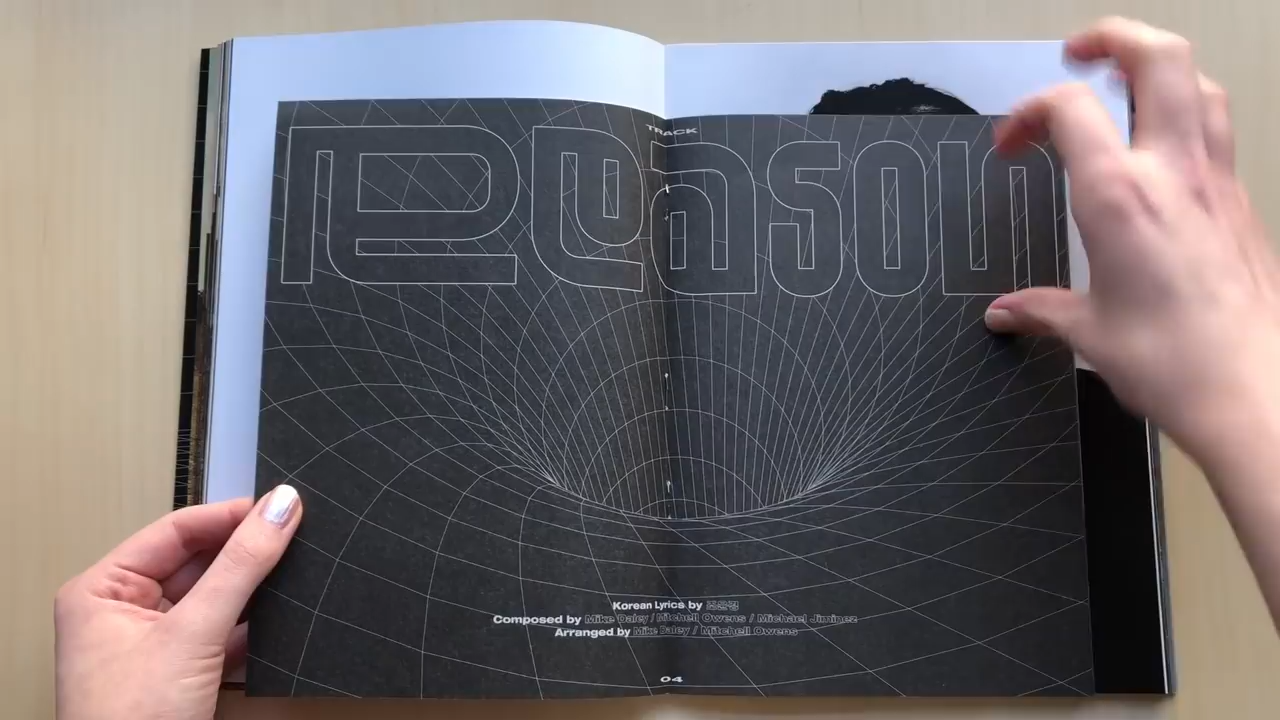 TRACK
Reason
Korean Lyrics by
Composed by Mike Daley / Mitchell Owens / Michael Jiminez
Arranged by Mike Daley / Mitchell Owens
04